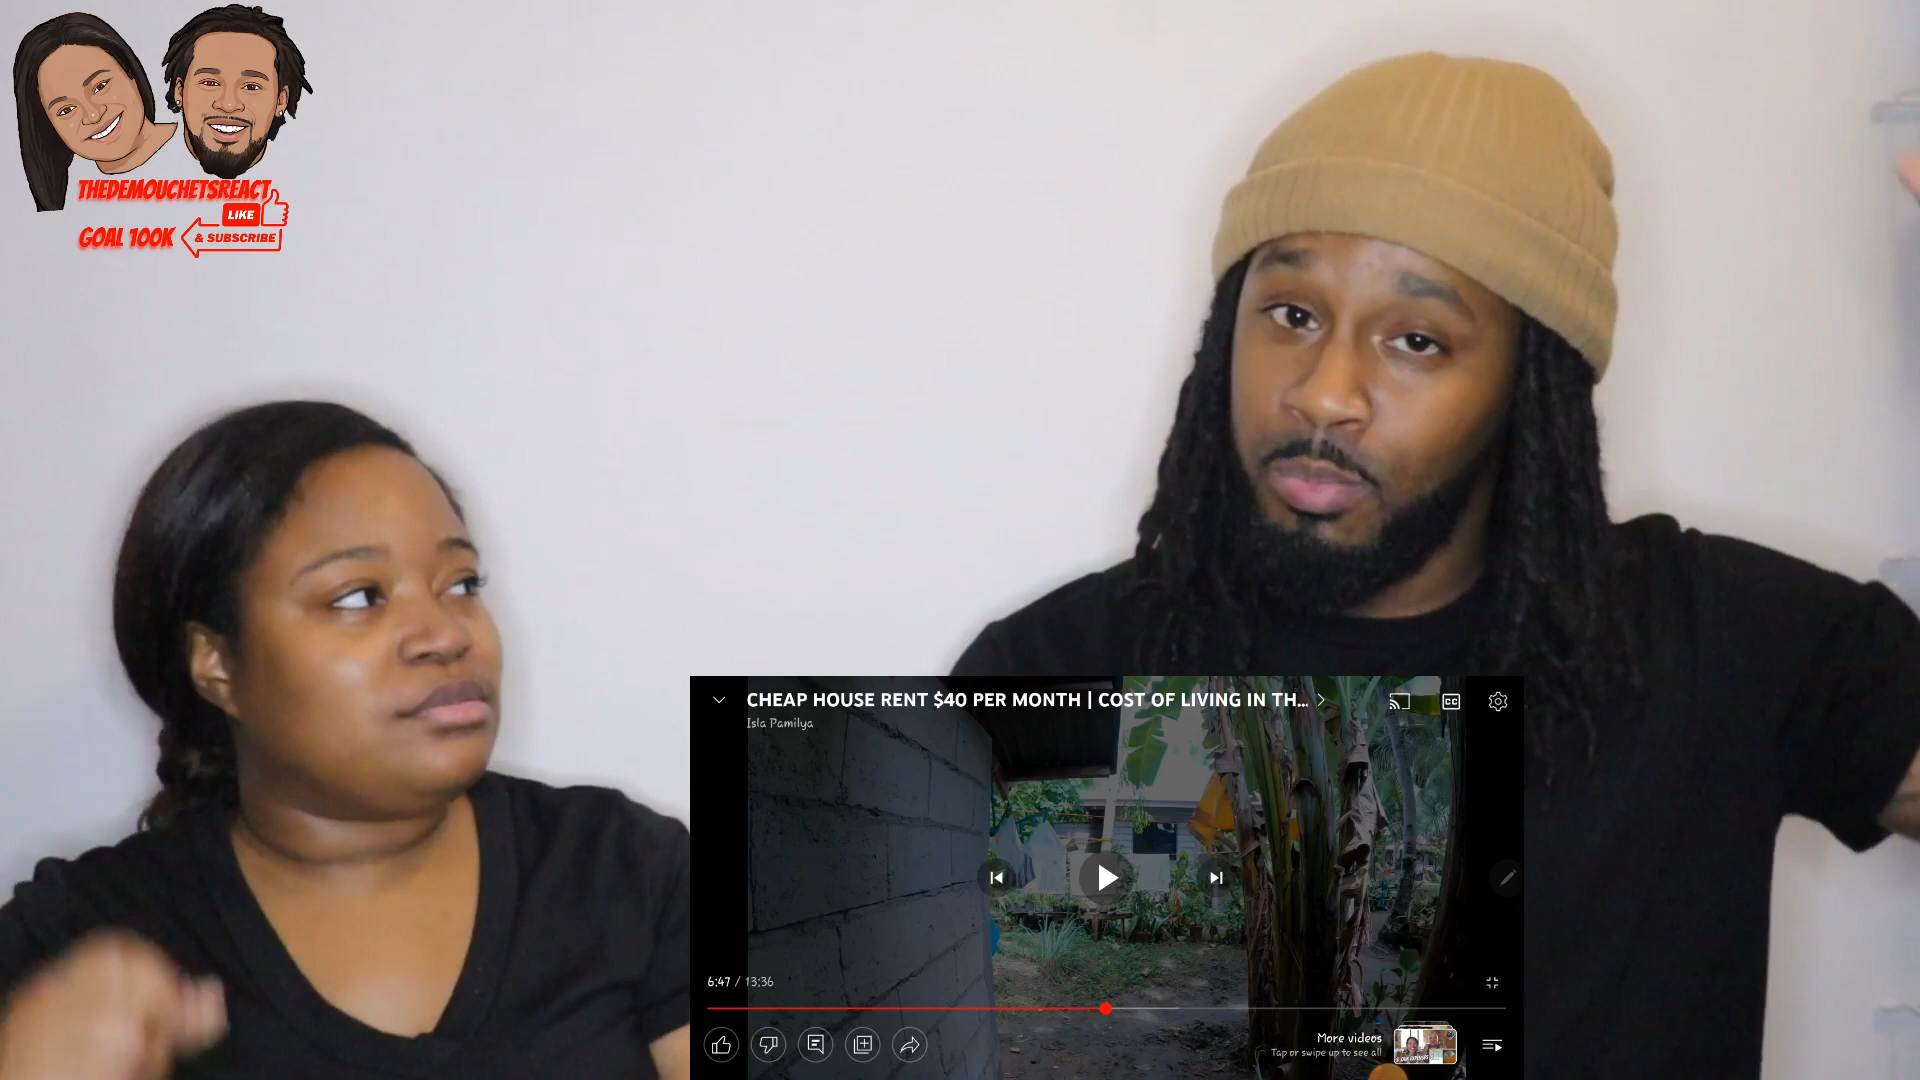 THEDEMOUCHETSREACT
LIKE
GOAL 100K
& SUBSCRIBE
CHEAP HOUSE RENT $40 PER MONTH | COST OF LIVING IN TH...
CC
Isla Pamilya
6:47 / 13:36
More videos
Tap or swipe up to see all